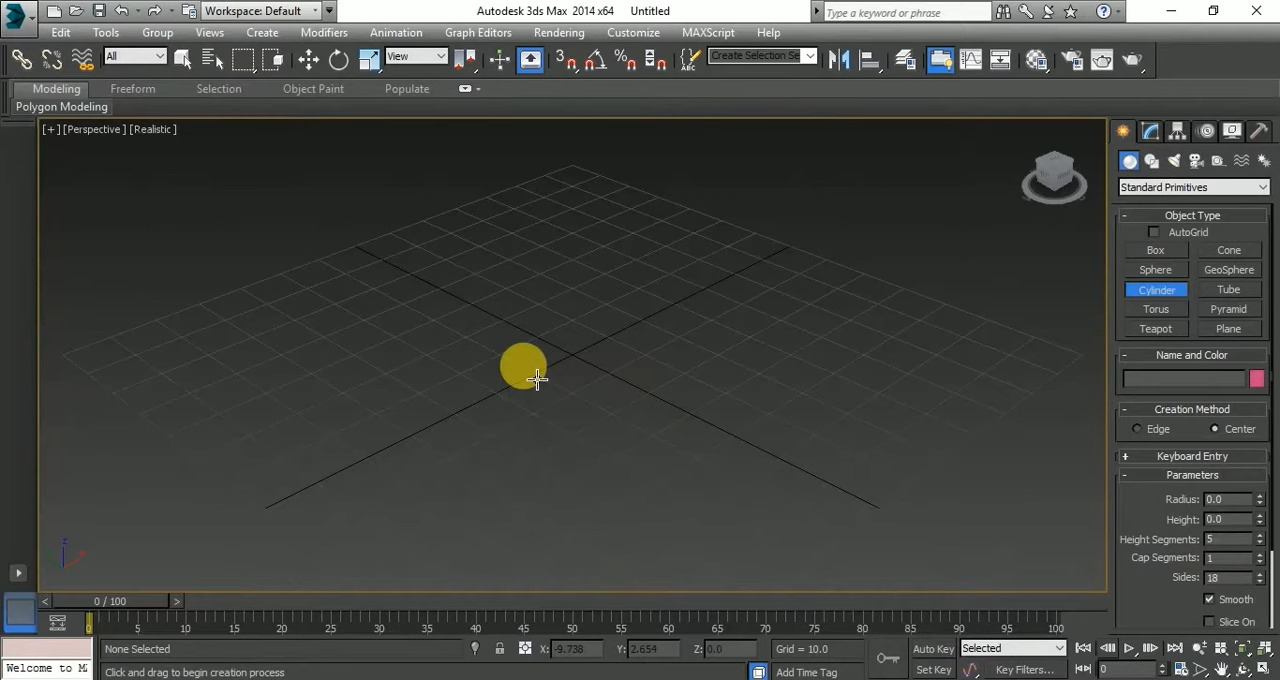 Workspace: Default
Autodesk 3ds Max 2014 x64 Untitled
Type a keyword or phrase
Edit Tools Group Views Create Modifiers Animation Graph Editors Rendering Customize MAXScript Help
All
View
Create Selection Se
Modeling Freeform Selection Object Paint Populate
Polygon Modeling
[+] [Perspective] [Realistic]
Standard Primitives
- Object Type
AutoGrid
Box Cone
Sphere GeoSphere
Cylinder Tube
Torus Pyramid
Teapot Plane
- Name and Color
- Creation Method
Edge Center
+ Keyboard Entry
- Parameters
Radius: 0.0
Height: 0.0
Height Segments: 5
Cap Segments: 1
Sides: 18
Smooth
Slice On
z
< 0 / 100 >
0 5 10 15 20 25 30 35 40 45 50 55 60 65 70 75 80 85 90 95 100
None Selected X: -9.738 Y: 2.654 Z: 0.0 Grid = 10.0 Auto Key Selected
Welcome to M Click and drag to begin creation process Add Time Tag Set Key Key Filters... 0